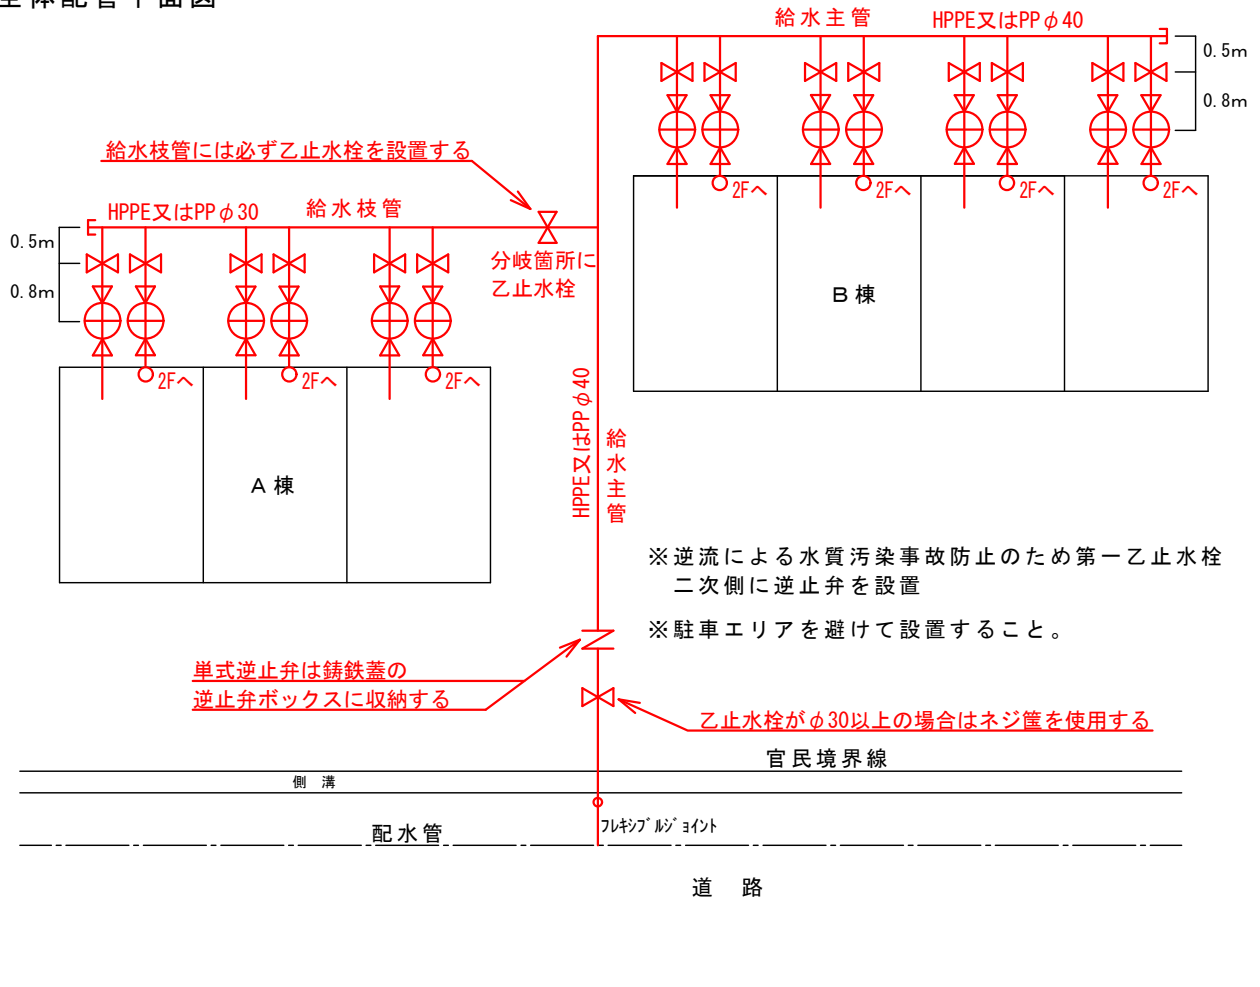 全体配管平面図
給水主管
HPPE又はPPφ40
0.5m
0.8m
2Fへ
2Fへ
2Fへ
2Fへ
B棟
給水枝管には必ず乙止水栓を設置する
HPPE又はPPφ30
給水枝管
0.5m
0.8m
分岐箇所に
乙止水栓
2Fへ
2Fへ
2Fへ
A棟
HPPE又はPPφ40
給水主管
※逆流による水質汚染事故防止のため第一乙止水栓
二次側に逆止弁を設置
※駐車エリアを避けて設置すること。
単式逆止弁は鋳鉄蓋の
逆止弁ボックスに収納する
乙止水栓がφ30以上の場合はネジ筐を使用する
官民境界線
側溝
フレキシブルジョイント
配水管
道路